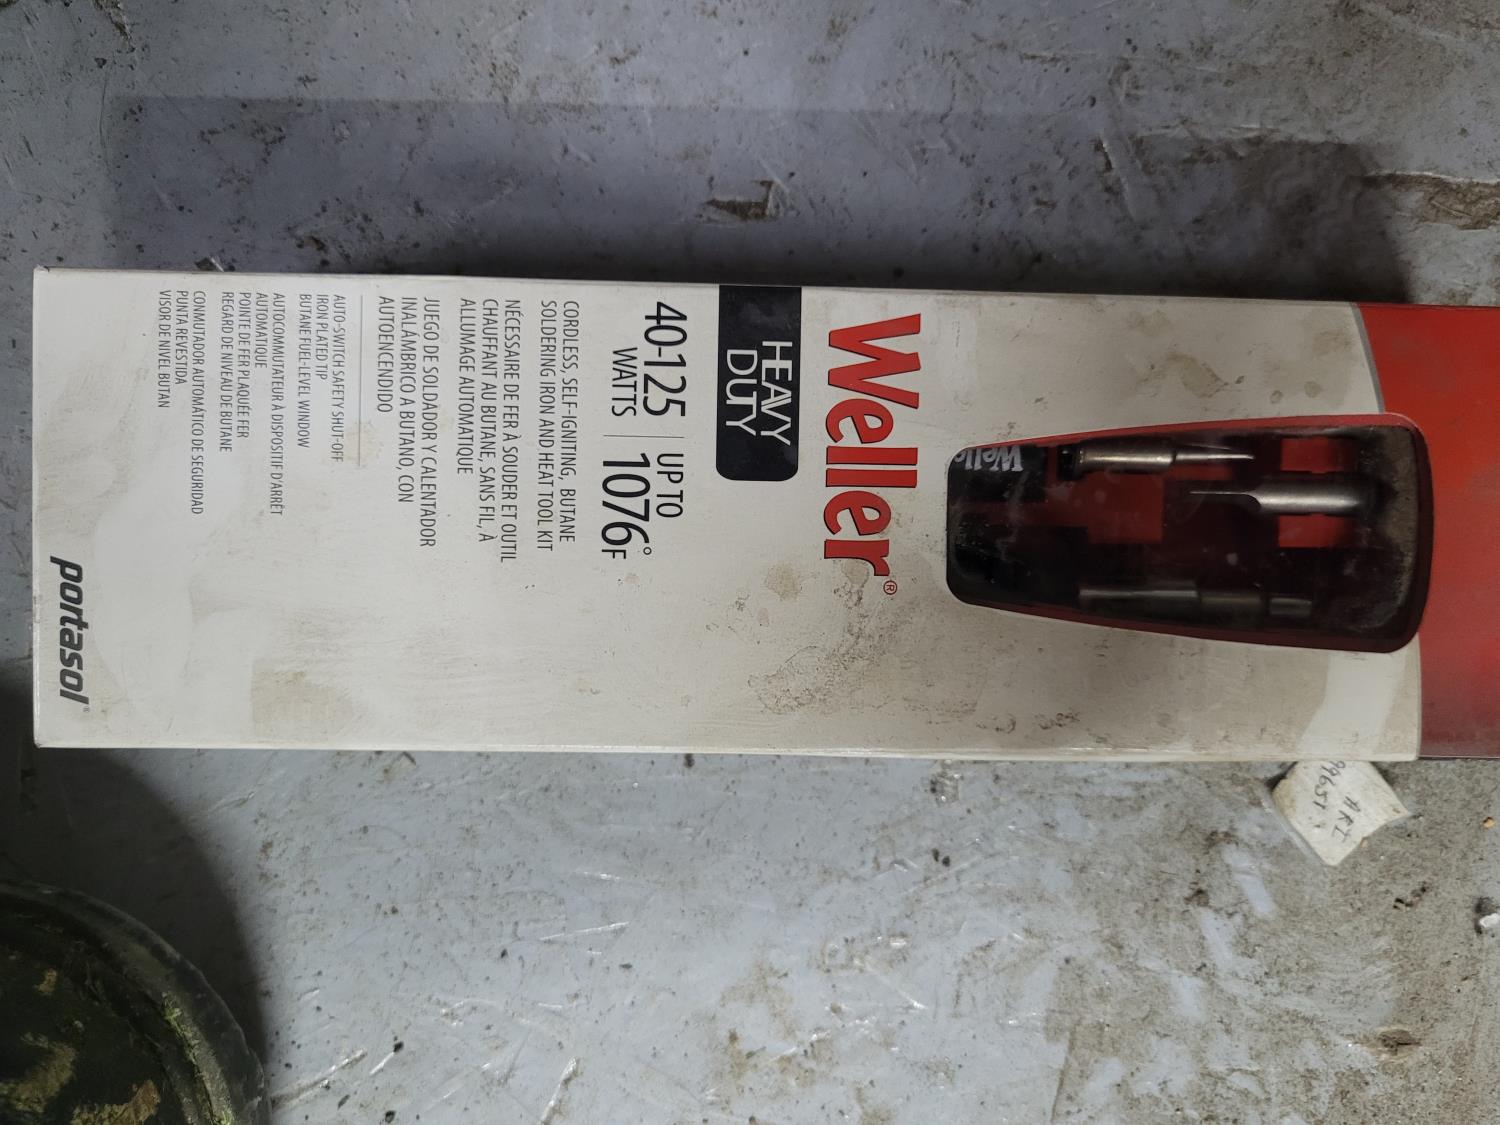 Weller®
HEAVY
DUTY
40-125
WATTS
UP TO
1076°F
CORDLESS, SELF-IGNITING, BUTANE
SOLDERING IRON AND HEAT TOOL KIT
NÉCESSAIRE DE FER À SOUDER ET OUTIL
CHAUFFANT AU BUTANE, SANS FIL, À
ALLUMAGE AUTOMATIQUE
JUEGO DE SOLDADOR Y CALENTADOR
INALÁMBRICO A BUTANO, CON
AUTOENCENDIDO
AUTO-SWITCH SAFETY SHUT-OFF
IRON PLATED TIP
BUTANE FUEL-LEVEL WINDOW
AUTOCOMMUTATEUR À DISPOSITIF D'ARRÊT
AUTOMATIQUE
POINTE DE FER PLAQUÉE FER
REGARD DE NIVEAU DE BUTANE
CONMUTADOR AUTOMÁTICO DE SEGURIDAD
PUNTA REVESTIDA
VISOR DE NIVEL BUTAN
portasol®
ARI